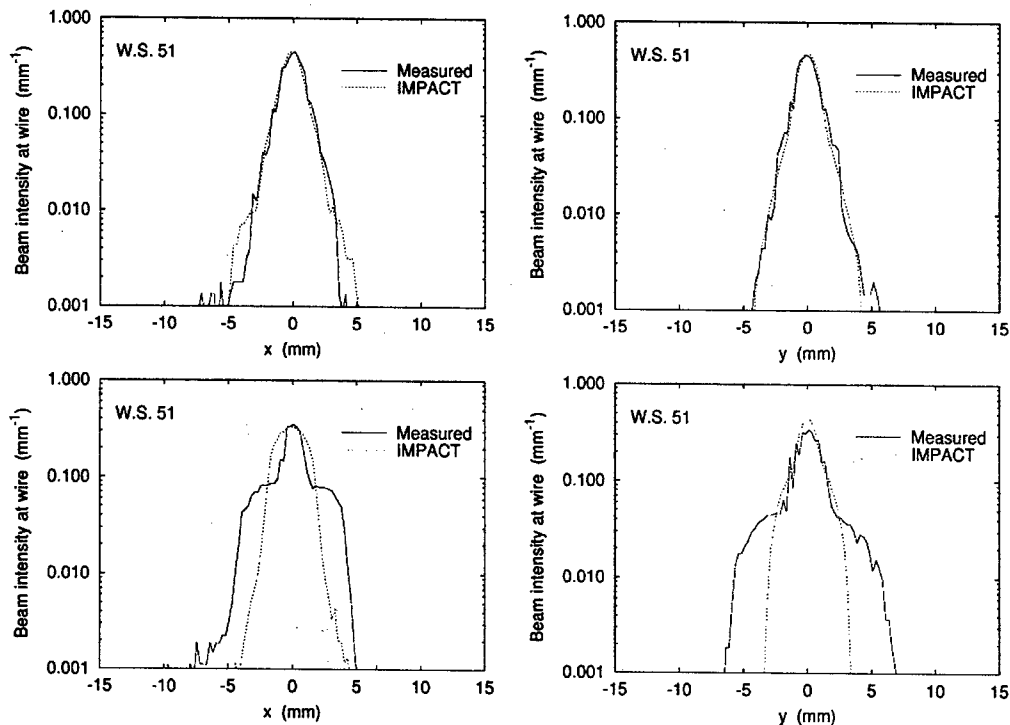 1.000
0.100
0.010
0.001
Beam intensity at wire (mm⁻¹)
W.S. 51
Measured
IMPACT
-15 -10 -5 0 5 10 15
x (mm)
1.000
0.100
0.010
0.001
Beam intensity at wire (mm⁻¹)
W.S. 51
Measured
IMPACT
-15 -10 -5 0 5 10 15
y (mm)
1.000
0.100
0.010
0.001
Beam intensity at wire (mm⁻¹)
W.S. 51
Measured
IMPACT
-15 -10 -5 0 5 10 15
x (mm)
1.000
0.100
0.010
0.001
Beam intensity at wire (mm⁻¹)
W.S. 51
Measured
IMPACT
-15 -10 -5 0 5 10 15
y (mm)